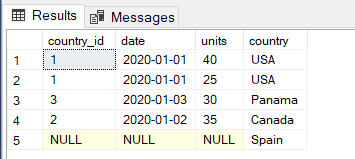 Results Messages
country_id date units country
1 1 2020-01-01 40 USA
2 1 2020-01-01 25 USA
3 3 2020-01-03 30 Panama
4 2 2020-01-02 35 Canada
5 NULL NULL NULL Spain